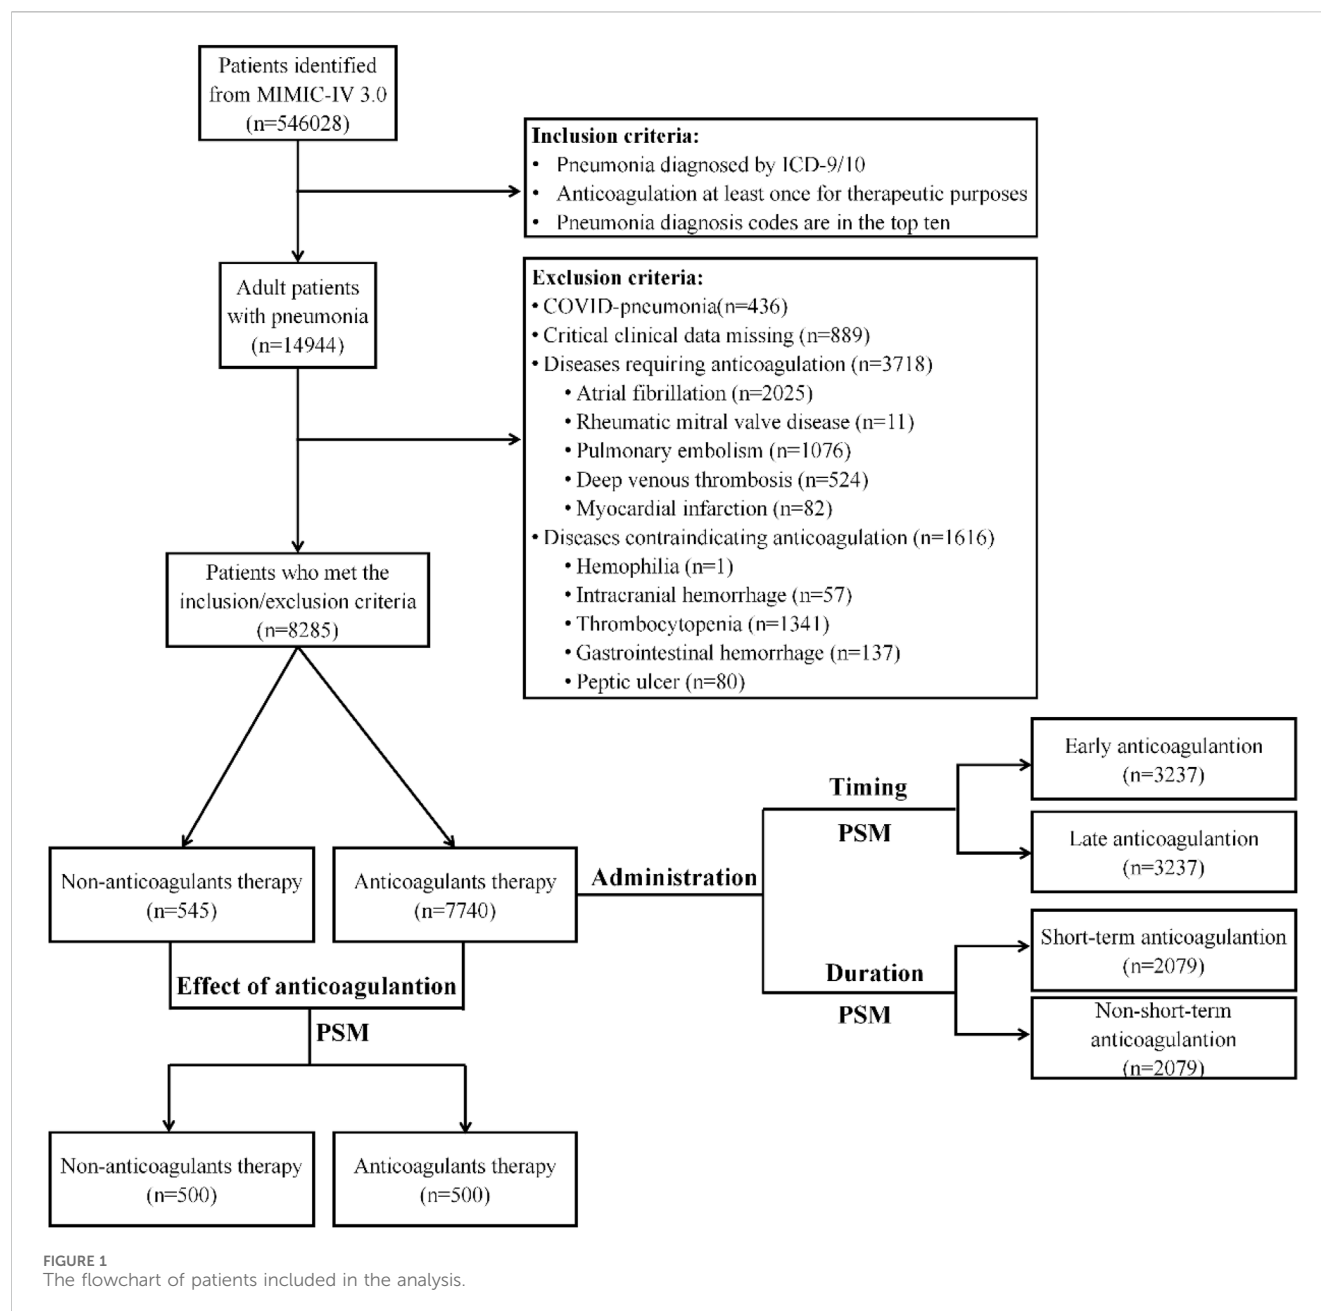 Patients identified
from MIMIC-IV 3.0
(n=546028)
Inclusion criteria:
• Pneumonia diagnosed by ICD-9/10
• Anticoagulation at least once for therapeutic purposes
• Pneumonia diagnosis codes are in the top ten
Adult patients
with pneumonia
(n=14944)
Exclusion criteria:
• COVID-pneumonia(n=436)
• Critical clinical data missing (n=889)
• Diseases requiring anticoagulation (n=3718)
• Atrial fibrillation (n=2025)
• Rheumatic mitral valve disease (n=11)
• Pulmonary embolism (n=1076)
• Deep venous thrombosis (n=524)
• Myocardial infarction (n=82)
• Diseases contraindicating anticoagulation (n=1616)
• Hemophilia (n=1)
• Intracranial hemorrhage (n=57)
• Thrombocytopenia (n=1341)
• Gastrointestinal hemorrhage (n=137)
• Peptic ulcer (n=80)
Patients who met the
inclusion/exclusion criteria
(n=8285)
Non-anticoagulants therapy
(n=545)
Anticoagulants therapy
(n=7740)
Administration
Timing
PSM
Early anticoagulantion
(n=3237)
Late anticoagulantion
(n=3237)
Duration
PSM
Short-term anticoagulantion
(n=2079)
Non-short-term
anticoagulantion
(n=2079)
Effect of anticoagulantion
PSM
Non-anticoagulants therapy
(n=500)
Anticoagulants therapy
(n=500)
FIGURE 1
The flowchart of patients included in the analysis.